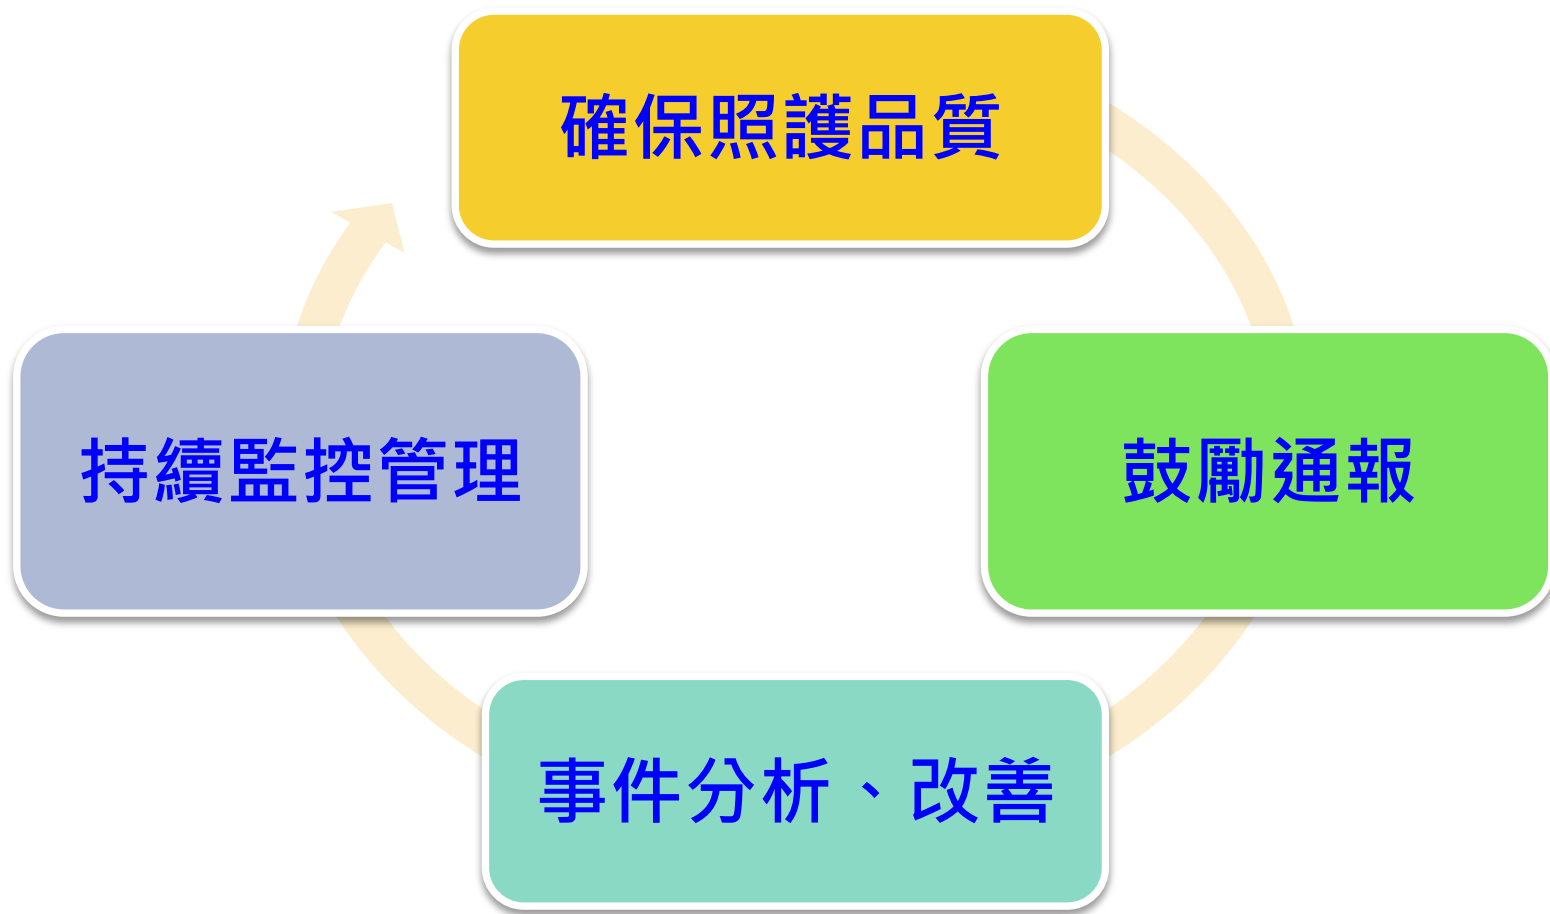 確保照護品質
鼓勵通報
事件分析、改善
持續監控管理